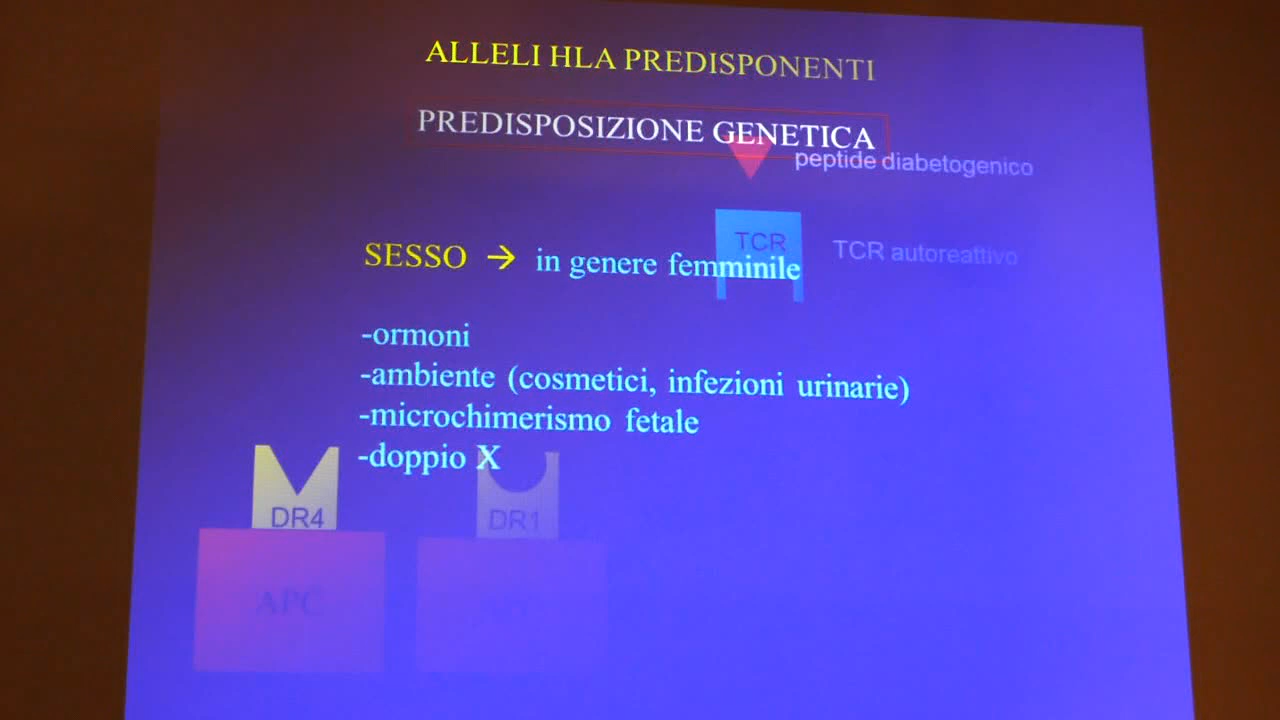 ALLELI HLA PREDISPONENTI
PREDISPOSIZIONE GENETICA
peptide diabetogenico
TCR
TCR autoreattivo
SESSO → in genere femminile
-ormoni
-ambiente (cosmetici, infezioni urinarie)
-microchimerismo fetale
-doppio X
DR4
DR1
APC